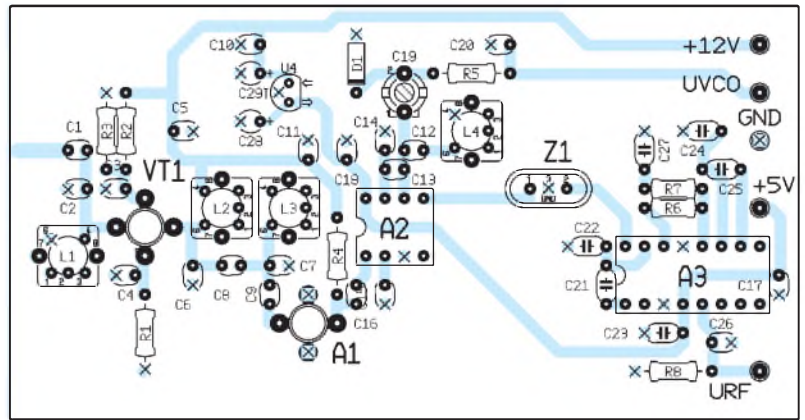 C10
U4
D1
C19
C20
+12V
R5
UVCO
C29
C28
GND
C1
R3
R2
C5
C11
C14
C12
L4
Z1
C27
C24
C25
VT1
C18
C13
C2
L2
L3
A2
R7
R6
+5V
L1
R4
C22
C4
C6
C8
C7
C9
C21
A3
C17
R1
C16
A1
C23
C26
R8
URF